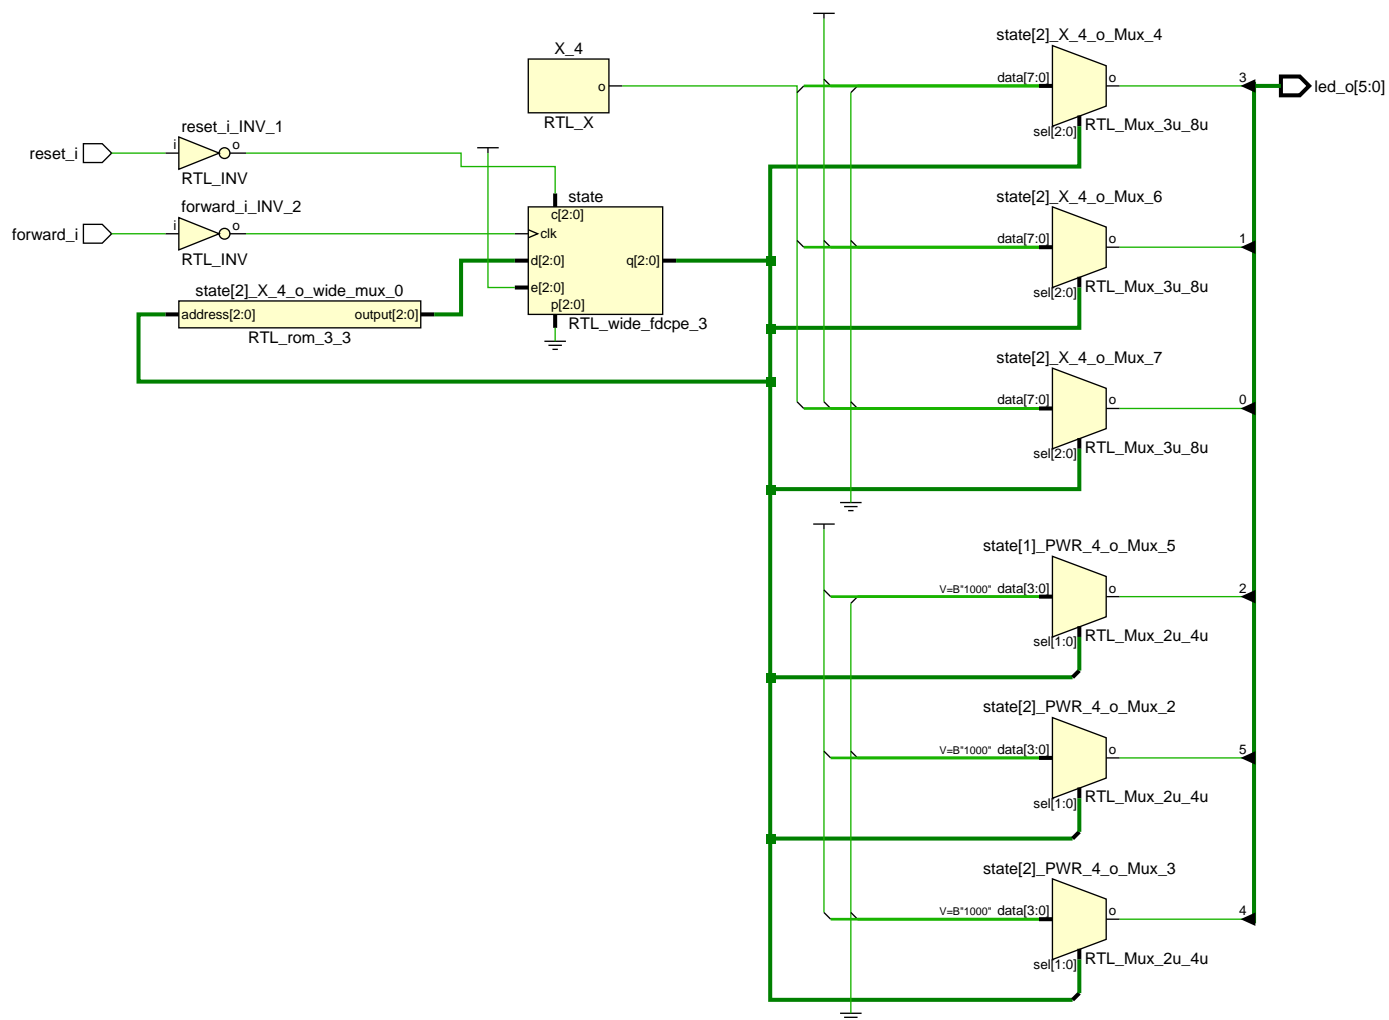 X_4
o
RTL_X
reset_i
reset_i_INV_1
i
o
RTL_INV
forward_i
forward_i_INV_2
i
o
RTL_INV
state[2]_X_4_o_wide_mux_0
address[2:0]
output[2:0]
RTL_rom_3_3
state
c[2:0]
clk
d[2:0]
q[2:0]
e[2:0]
p[2:0]
RTL_wide_fdcpe_3
state[2]_X_4_o_Mux_4
data[7:0]
o
3
sel[2:0]
RTL_Mux_3u_8u
led_o[5:0]
state[2]_X_4_o_Mux_6
data[7:0]
o
1
sel[2:0]
RTL_Mux_3u_8u
state[2]_X_4_o_Mux_7
data[7:0]
o
0
sel[2:0]
RTL_Mux_3u_8u
state[1]_PWR_4_o_Mux_5
V=B"1000" data[3:0]
o
2
sel[1:0]
RTL_Mux_2u_4u
state[2]_PWR_4_o_Mux_2
V=B"1000" data[3:0]
o
5
sel[1:0]
RTL_Mux_2u_4u
state[2]_PWR_4_o_Mux_3
V=B"1000" data[3:0]
o
4
sel[1:0]
RTL_Mux_2u_4u